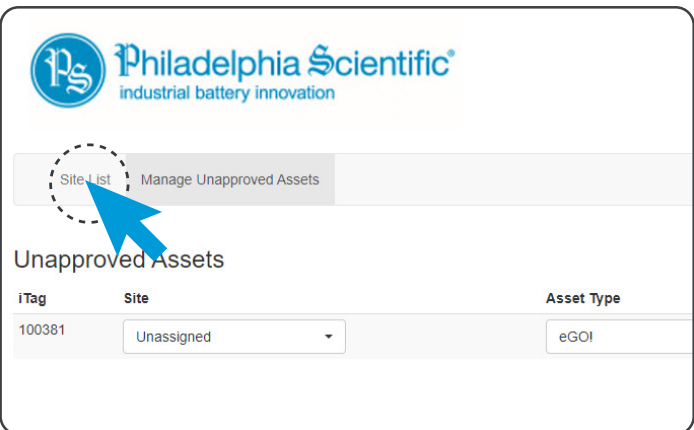 PS
Philadelphia Scientific®
industrial battery innovation
Site List Manage Unapproved Assets
Unapproved Assets
iTag Site Asset Type
100381 Unassigned eGO!